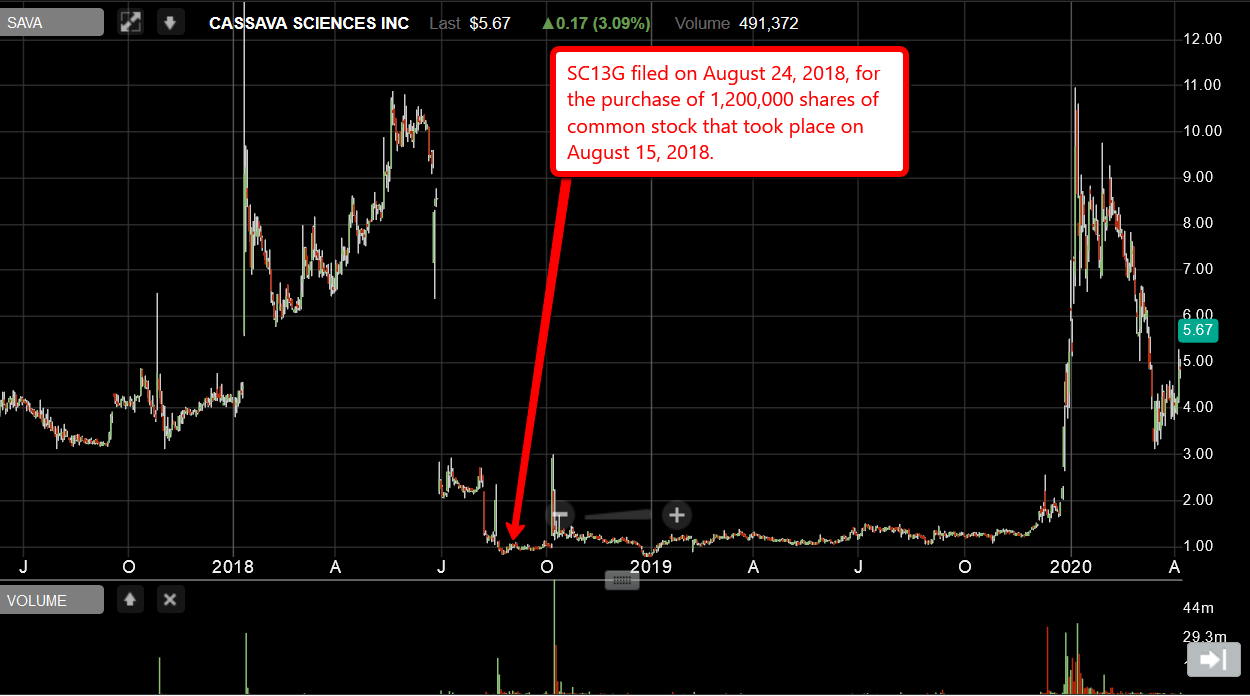 SAVA CASSAVA SCIENCES INC Last $5.67 ▲0.17 (3.09%) Volume 491,372
12.00
SC13G filed on August 24, 2018, for
the purchase of 1,200,000 shares of
common stock that took place on
August 15, 2018.
11.00
10.00
9.00
8.00
7.00
6.00
5.67
5.00
4.00
3.00
2.00
1.00
J O 2018 A J O 2019 A J O 2020 A
VOLUME
44m
29.3m